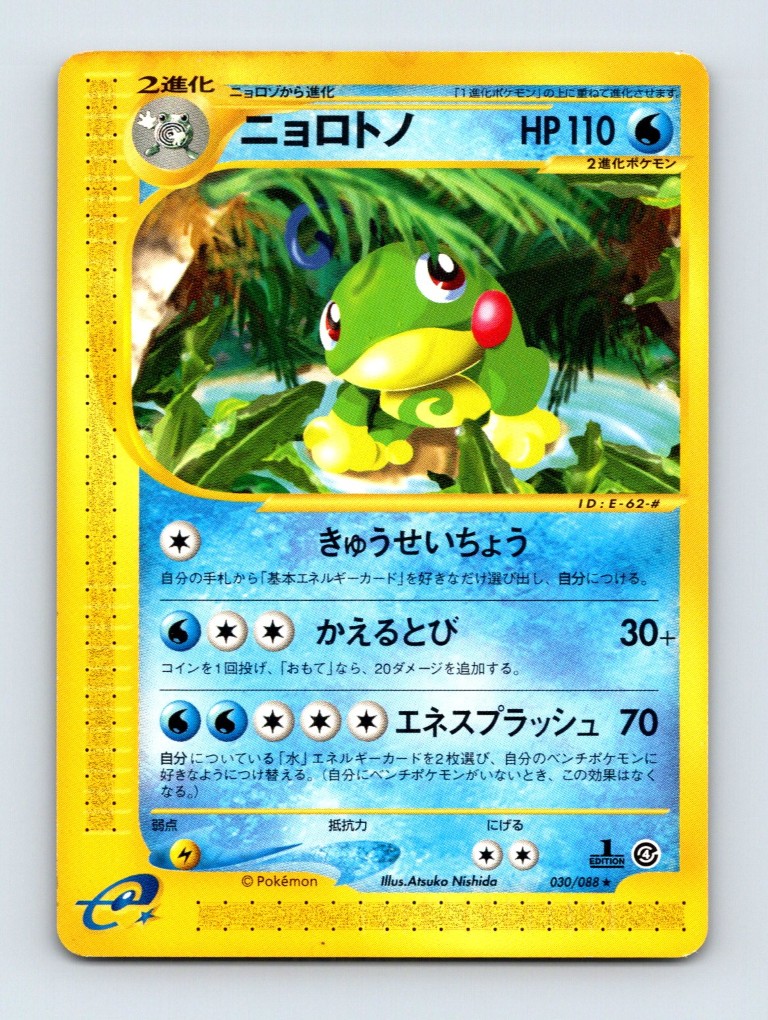 2進化
ニョロゾから進化
「1進化ポケモン」の上に重ねて進化させます。
ニョロトノ
HP 110
2進化ポケモン
ID : E-62-#
きゅうせいちょう
自分の手札から「基本エネルギーカード」を好きなだけ選び出し、自分につける。
かえるとび 30+
コインを1回投げ、「おもて」なら、20ダメージを追加する。
エネスプラッシュ 70
自分についている「水」エネルギーカードを2枚選び、自分のベンチポケモンに
好きなようにつけ替える。(自分にベンチポケモンがいないとき、この効果はなく
なる。)
弱点 抵抗力 にげる
1
EDITION
© Pokémon
Illus.Atsuko Nishida
030/088 ★
e